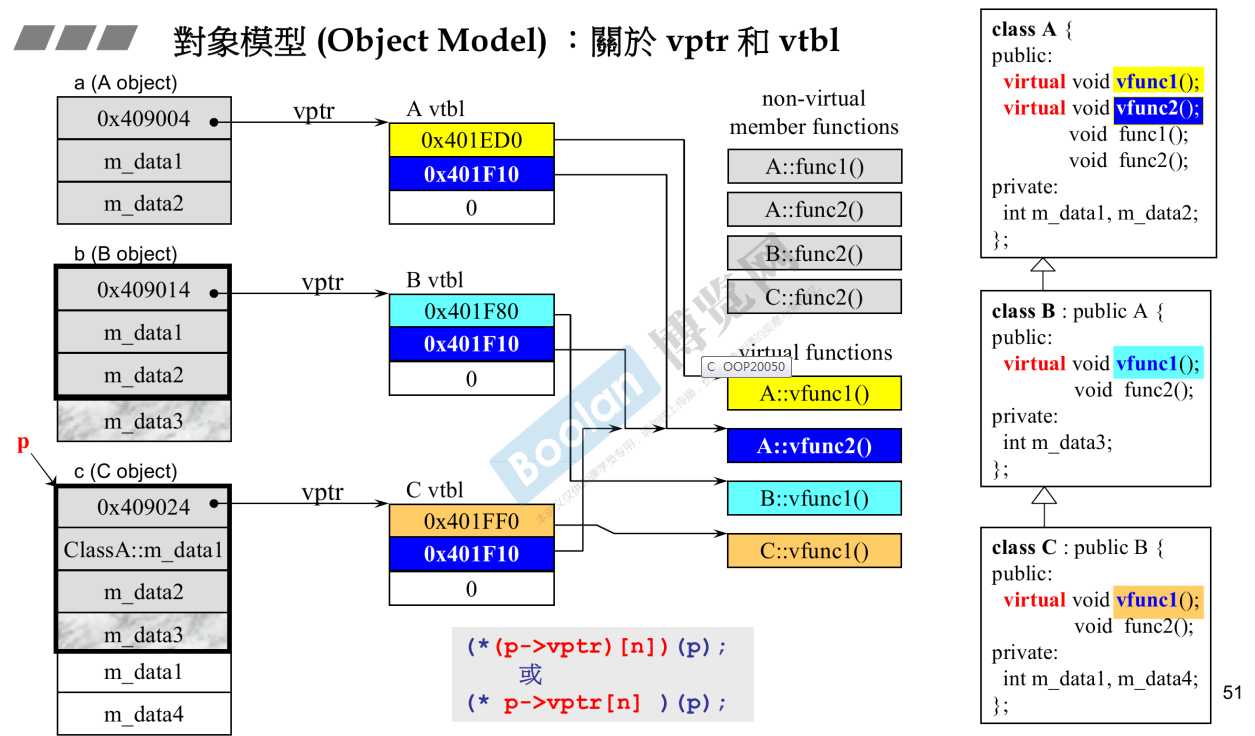 對象模型 (Object Model) ：關於 vptr 和 vtbl
a (A object)
0x409004
m_data1
m_data2
vptr
A vtbl
0x401ED0
0x401F10
0
b (B object)
0x409014
m_data1
m_data2
m_data3
vptr
B vtbl
0x401F80
0x401F10
0
p
c (C object)
0x409024
ClassA::m_data1
m_data2
m_data3
m_data1
m_data4
vptr
C vtbl
0x401FF0
0x401F10
0
non-virtual
member functions
A::func1()
A::func2()
B::func2()
C::func2()
virtual functions
C OOP20050
A::vfunc1()
A::vfunc2()
B::vfunc1()
C::vfunc1()
(*(p->vptr)[n])(p);
或
(* p->vptr[n] )(p);
class A {
public:
virtual void vfunc1();
virtual void vfunc2();
void func1();
void func2();
private:
int m_data1, m_data2;
};
class B : public A {
public:
virtual void vfunc1();
void func2();
private:
int m_data3;
};
class C : public B {
public:
virtual void vfunc1();
void func2();
private:
int m_data1, m_data4;
};
51
Boolan 博览网